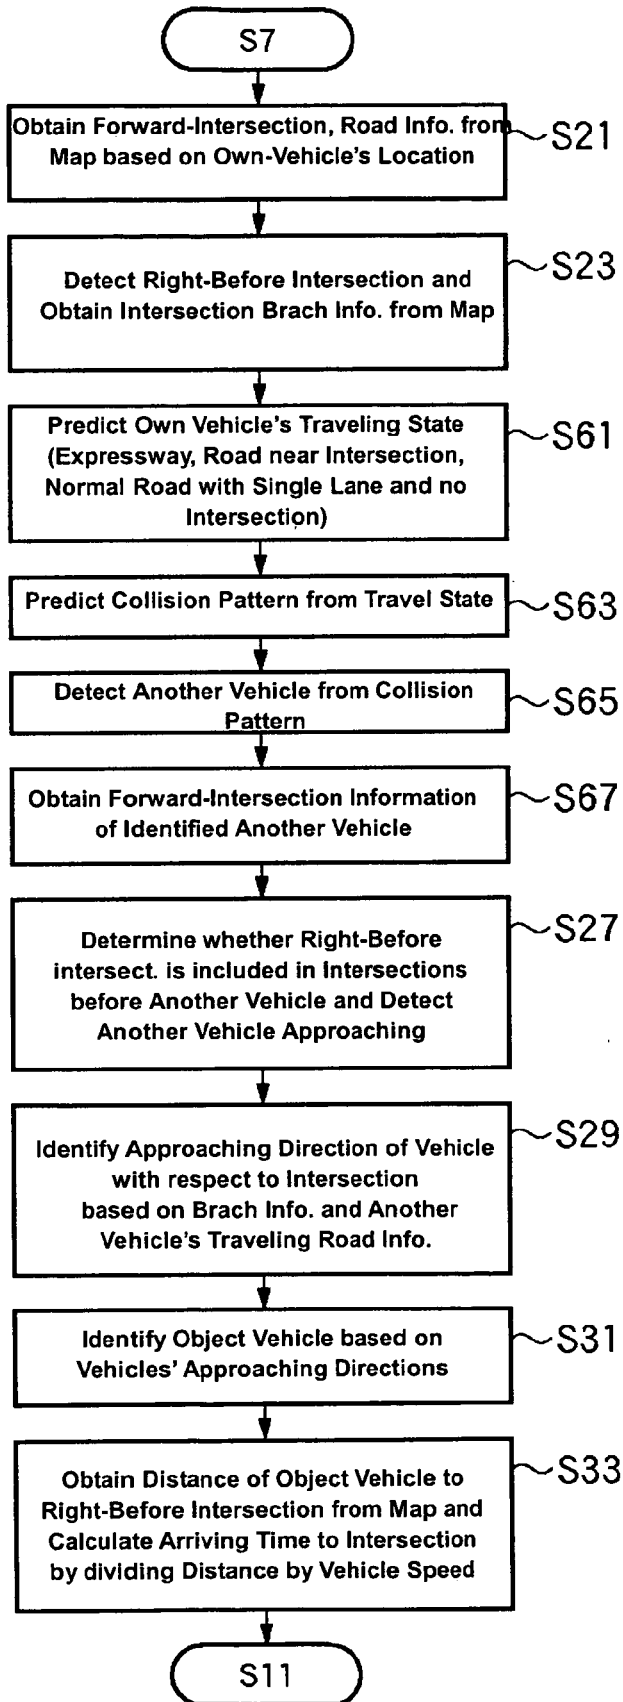 S7
Obtain Forward-Intersection, Road Info. from
Map based on Own-Vehicle's Location
S21
Detect Right-Before Intersection and
Obtain Intersection Brach Info. from Map
S23
Predict Own Vehicle's Traveling State
(Expressway, Road near Intersection,
Normal Road with Single Lane and no
Intersection)
S61
Predict Collision Pattern from Travel State
S63
Detect Another Vehicle from Collision
Pattern
S65
Obtain Forward-Intersection Information
of Identified Another Vehicle
S67
Determine whether Right-Before
intersect. is included in Intersections
before Another Vehicle and Detect
Another Vehicle Approaching
S27
Identify Approaching Direction of Vehicle
with respect to Intersection
based on Brach Info. and Another
Vehicle's Traveling Road Info.
S29
Identify Object Vehicle based on
Vehicles' Approaching Directions
S31
Obtain Distance of Object Vehicle to
Right-Before Intersection from Map and
Calculate Arriving Time to Intersection
by dividing Distance by Vehicle Speed
S33
S11